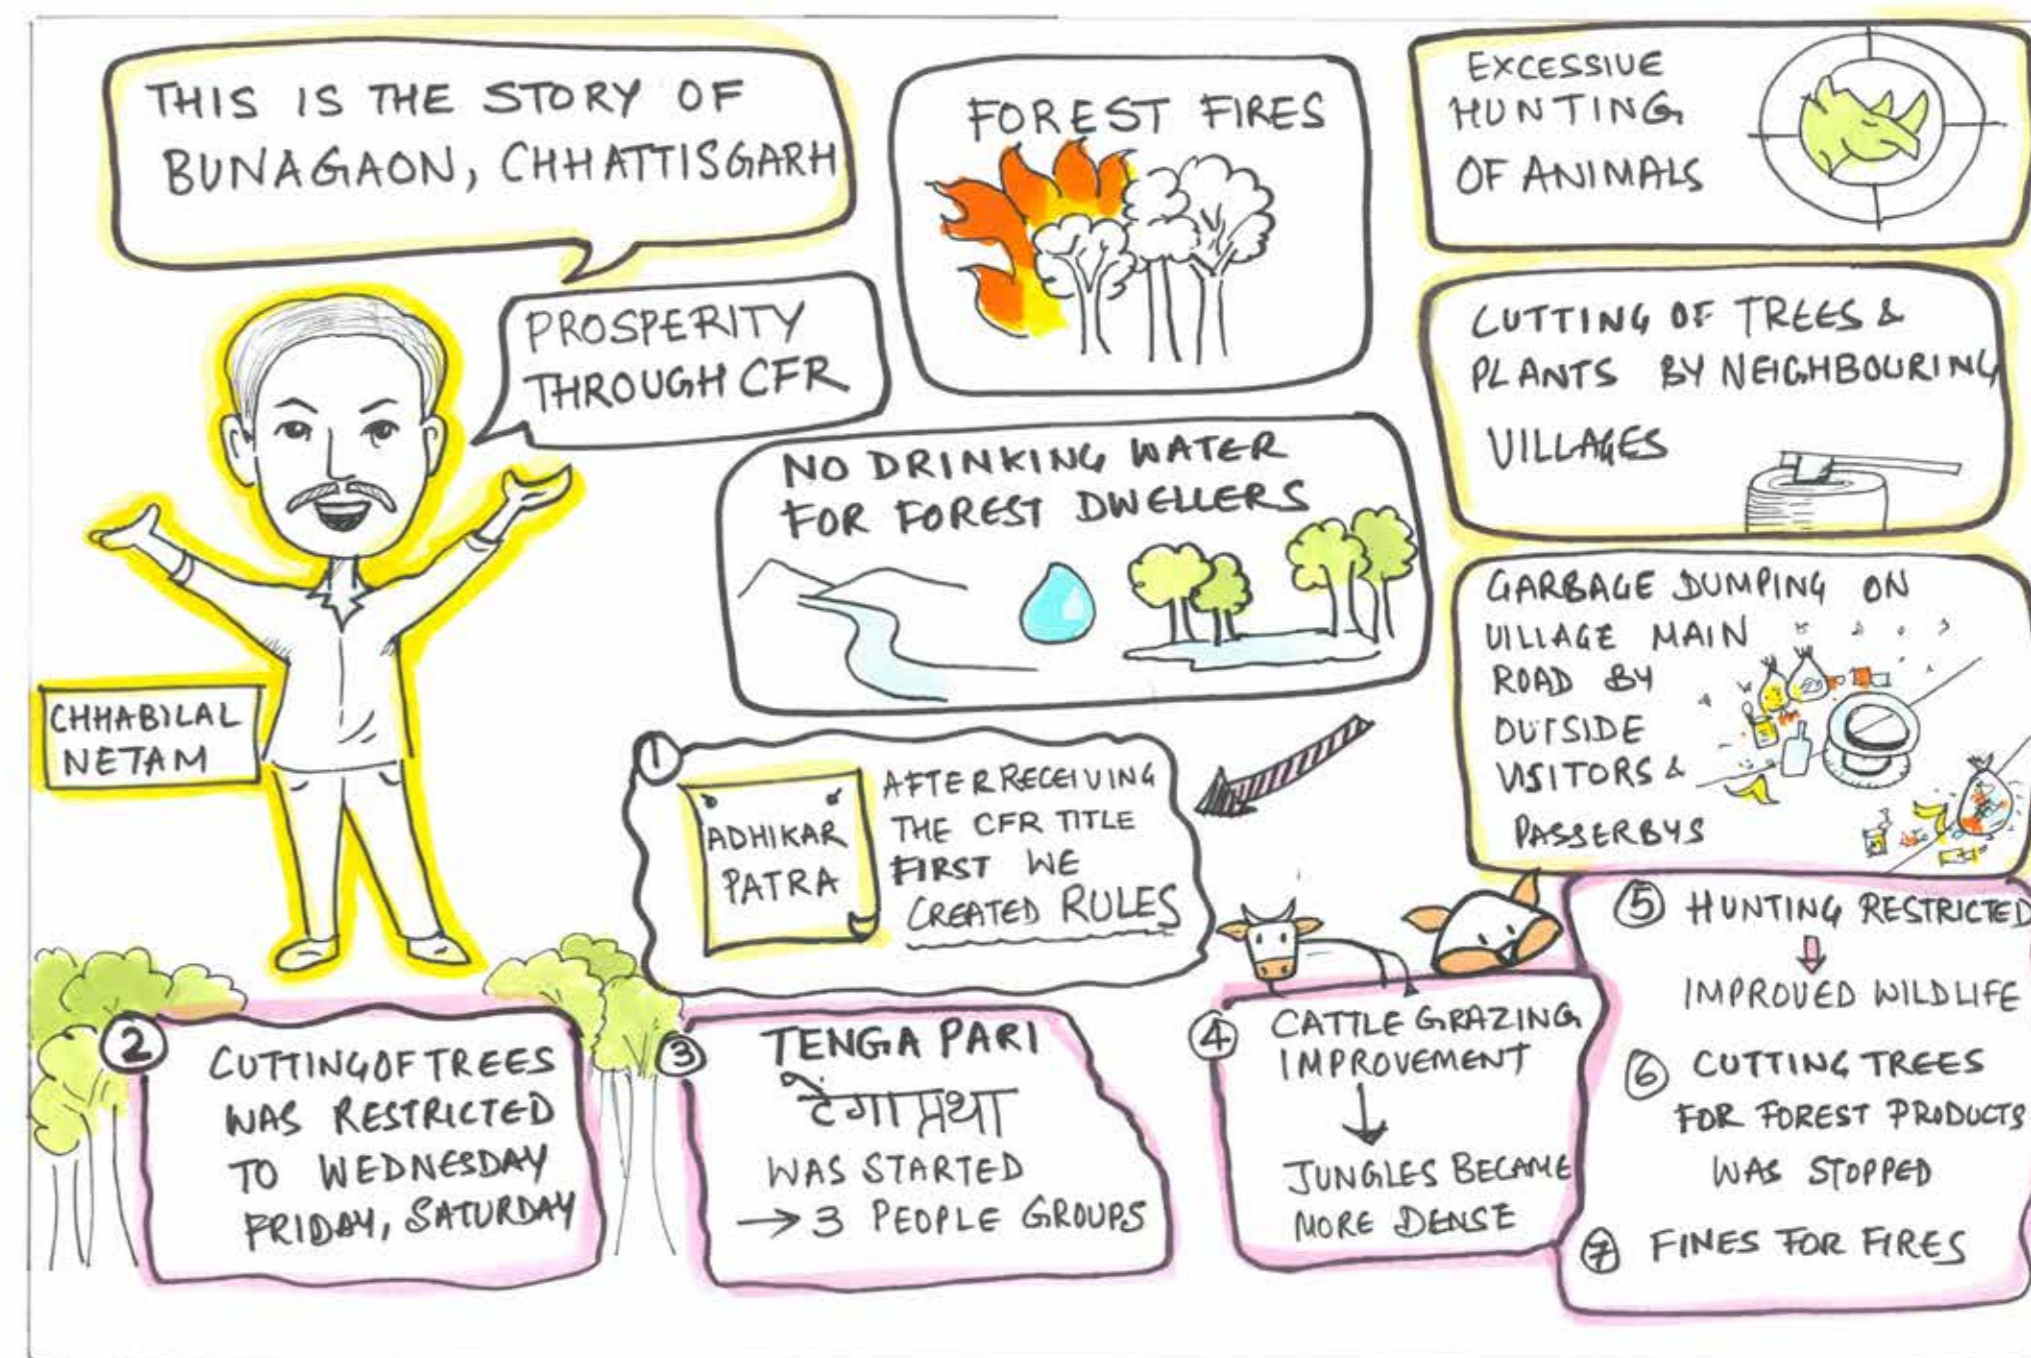 THIS IS THE STORY OF
BUNAGAON, CHHATTISGARH
PROSPERITY
THROUGH CFR
CHHABILAL
NETAM
FOREST FIRES
NO DRINKING WATER
FOR FOREST DWELLERS
EXCESSIVE
HUNTING
OF ANIMALS
CUTTING OF TREES &
PLANTS BY NEIGHBOURING
VILLAGES
GARBAGE DUMPING ON
VILLAGE MAIN
ROAD BY
OUTSIDE
VISITORS &
PASSERBYS
1
ADHIKAR
PATRA
AFTER RECEIVING
THE CFR TITLE
FIRST WE
CREATED RULES
2
CUTTING OF TREES
WAS RESTRICTED
TO WEDNESDAY
FRIDAY, SATURDAY
3
TENGA PARI
टेंगा प्रथा
WAS STARTED
→ 3 PEOPLE GROUPS
4
CATTLE GRAZING
IMPROVEMENT
↓
JUNGLES BECAME
MORE DENSE
5 HUNTING RESTRICTED
IMPROVED WILDLIFE
6 CUTTING TREES
FOR FOREST PRODUCTS
WAS STOPPED
7 FINES FOR FIRES